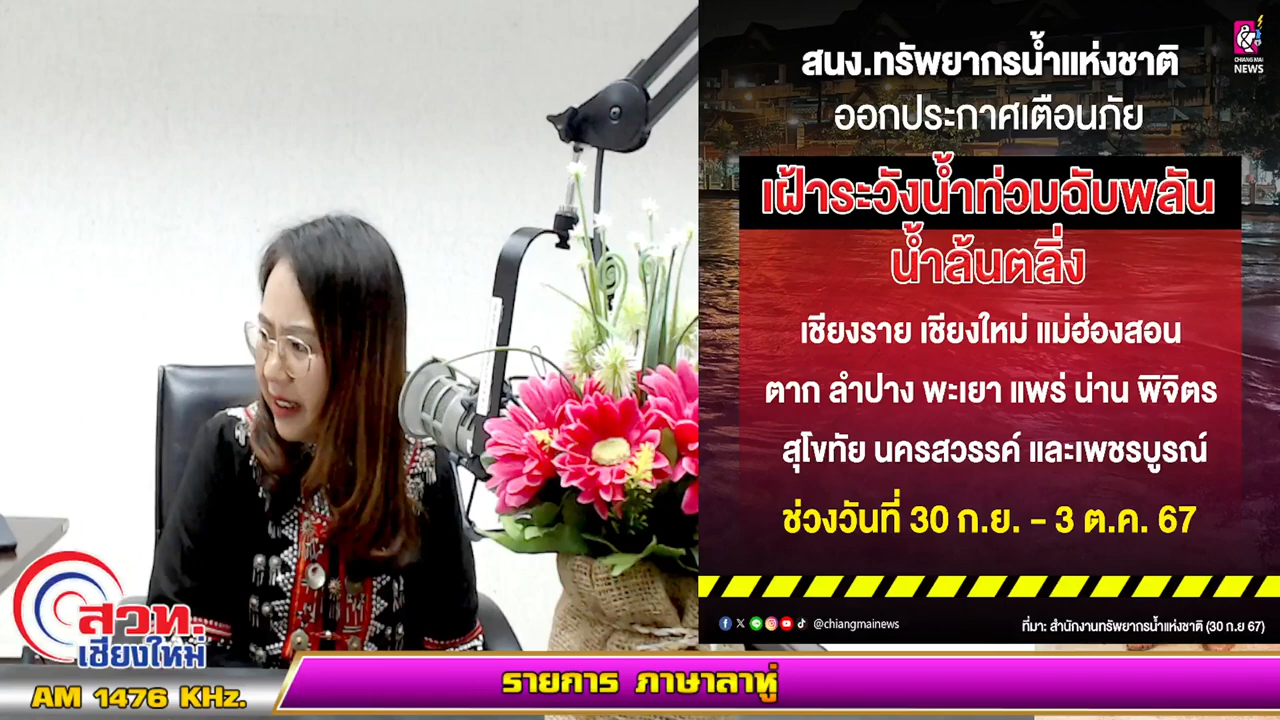 สนง.ทรัพยากรน้ำแห่งชาติ
ออกประกาศเตือนภัย
เฝ้าระวังน้ำท่วมฉับพลัน
น้ำล้นตลิ่ง
เชียงราย เชียงใหม่ แม่ฮ่องสอน
ตาก ลำปาง พะเยา แพร่ น่าน พิจิตร
สุโขทัย นครสวรรค์ และเพชรบูรณ์
ช่วงวันที่ 30 ก.ย. - 3 ต.ค. 67
CHIANG MAI
NEWS
@chiangmainews
ที่มา: สำนักงานทรัพยากรน้ำแห่งชาติ (30 ก.ย 67)
สวท.
เชียงใหม่
AM 1476 KHz.
รายการ ภาษาลาหู่